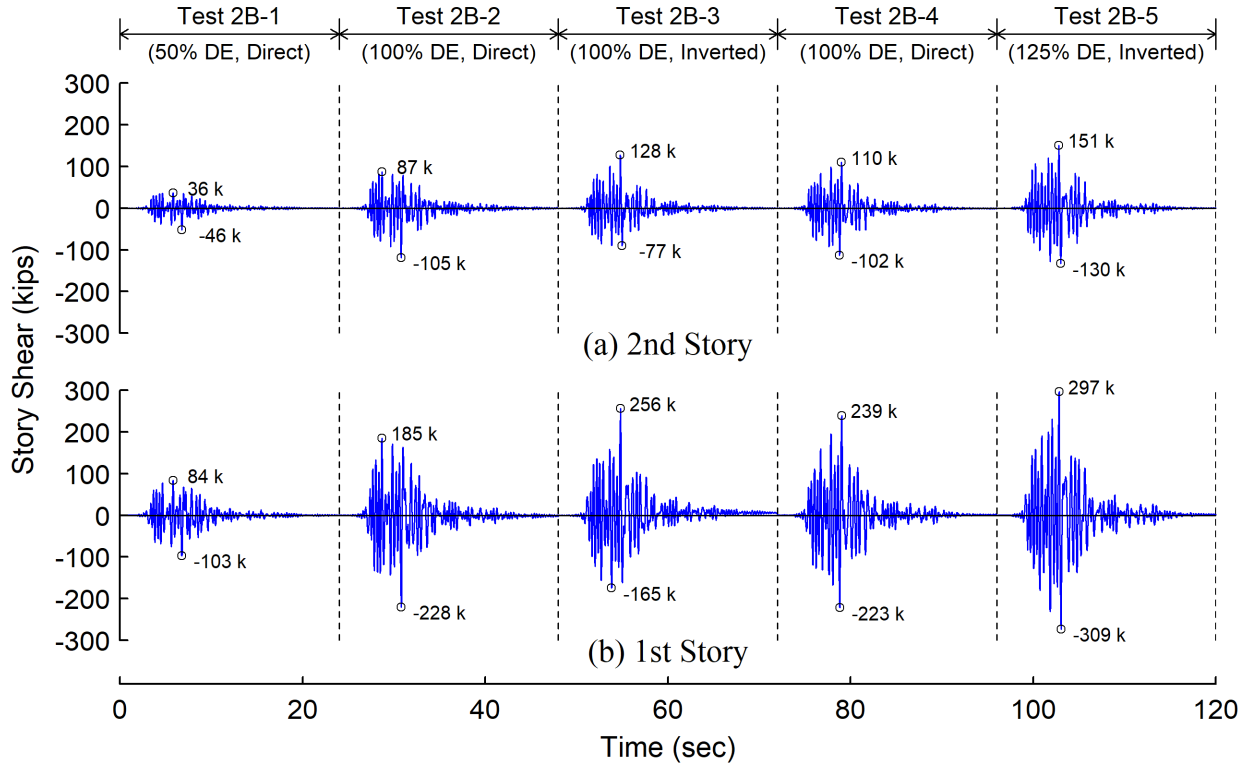 Test 2B-1 Test 2B-2 Test 2B-3 Test 2B-4 Test 2B-5
(50% DE, Direct) (100% DE, Direct) (100% DE, Inverted) (100% DE, Direct) (125% DE, Inverted)
Story Shear (kips)
300
200
100
0
-100
-200
-300
36 k
-46 k
87 k
-105 k
128 k
-77 k
110 k
-102 k
151 k
-130 k
(a) 2nd Story
300
200
100
0
-100
-200
-300
84 k
-103 k
185 k
-228 k
256 k
-165 k
239 k
-223 k
297 k
-309 k
(b) 1st Story
0 20 40 60 80 100 120
Time (sec)